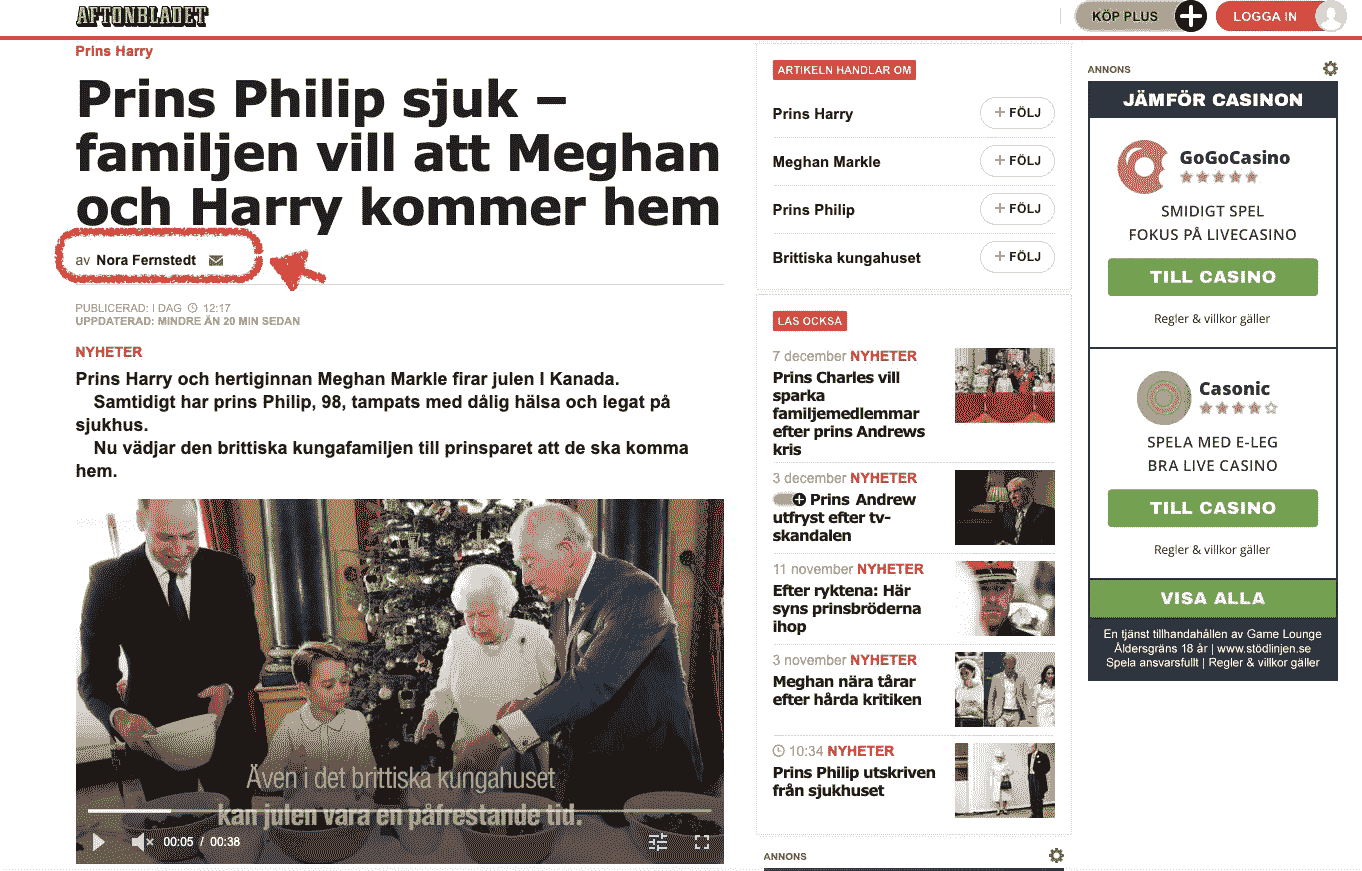 AFTONBLADET
KÖP PLUS
LOGGA IN
Prins Harry
Prins Philip sjuk –
familjen vill att Meghan
och Harry kommer hem
av Nora Fernstedt
PUBLICERAD: I DAG 12:17
UPPDATERAD: MINDRE ÄN 20 MIN SEDAN
NYHETER
Prins Harry och hertiginnan Meghan Markle firar julen I Kanada.
Samtidigt har prins Philip, 98, tampats med dålig hälsa och legat på
sjukhus.
Nu vädjar den brittiska kungafamiljen till prinsparet att de ska komma
hem.
Även i det brittiska kungahuset
kan julen vara en påfrestande tid.
00:05 / 00:38
ARTIKELN HANDLAR OM
Prins Harry
+ FÖLJ
Meghan Markle
+ FÖLJ
Prins Philip
+ FÖLJ
Brittiska kungahuset
+ FÖLJ
LÄS OCKSÅ
7 december NYHETER
Prins Charles vill
sparka
familjemedlemmar
efter prins Andrews
kris
3 december NYHETER
Prins Andrew
utfryst efter tv-
skandalen
11 november NYHETER
Efter ryktena: Här
syns prinsbröderna
ihop
3 november NYHETER
Meghan nära tårar
efter hårda kritiken
10:34 NYHETER
Prins Philip utskriven
från sjukhuset
ANNONS
ANNONS
JÄMFÖR CASINON
GoGoCasino
SMIDIGT SPEL
FOKUS PÅ LIVECASINO
TILL CASINO
Regler & villkor gäller
Casonic
SPELA MED E-LEG
BRA LIVE CASINO
TILL CASINO
Regler & villkor gäller
VISA ALLA
En tjänst tillhandahållen av Game Lounge
Åldersgräns 18 år | www.stödlinjen.se
Spela ansvarsfullt | Regler & villkor gäller